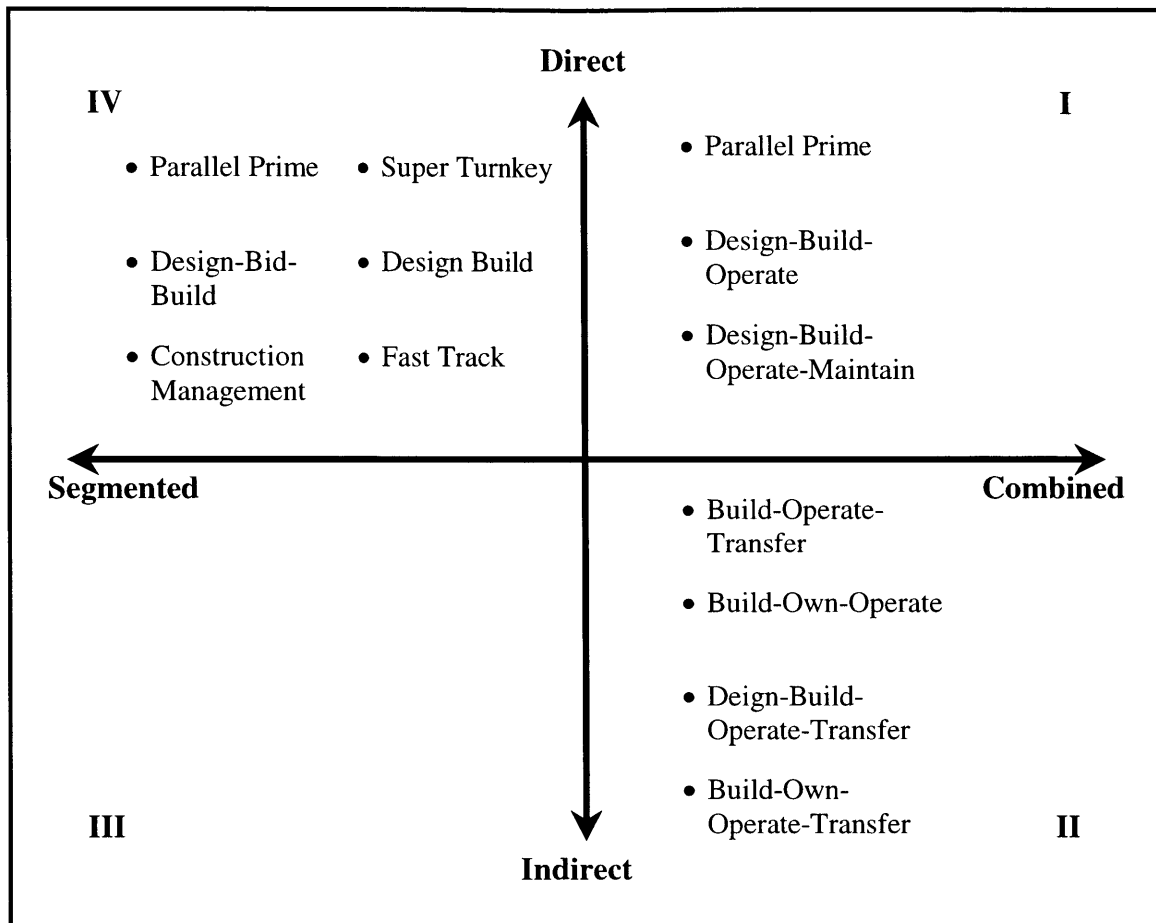 Direct
IV
I
• Parallel Prime
• Super Turnkey
• Parallel Prime
• Design-Bid-
Build
• Design Build
• Design-Build-
Operate
• Construction
Management
• Fast Track
• Design-Build-
Operate-Maintain
Segmented
Combined
• Build-Operate-
Transfer
• Build-Own-Operate
• Deign-Build-
Operate-Transfer
• Build-Own-
Operate-Transfer
III
II
Indirect